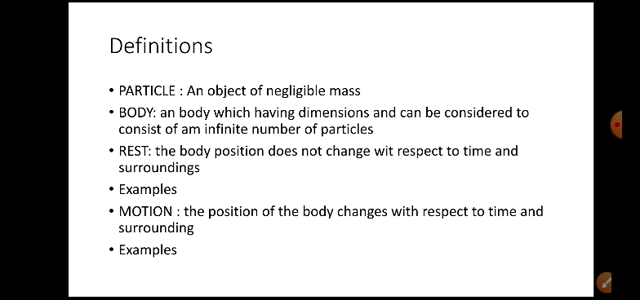 Definitions
• PARTICLE : An object of negligible mass
• BODY: an body which having dimensions and can be considered to
consist of am infinite number of particles
• REST: the body position does not change wit respect to time and
surroundings
• Examples
• MOTION : the position of the body changes with respect to time and
surrounding
• Examples